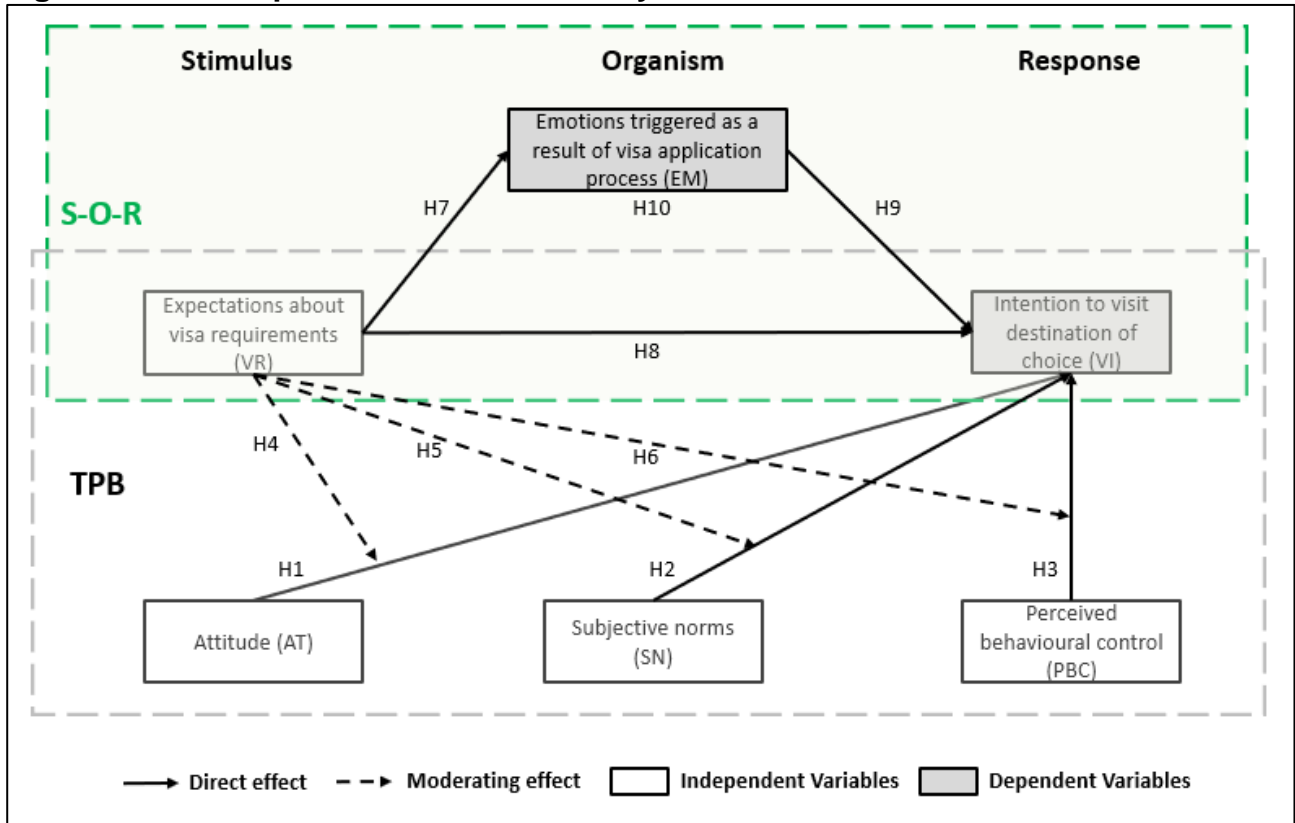 Stimulus
Organism
Response
Emotions triggered as a
result of visa application
process (EM)
H7
H10
H9
S-O-R
Expectations about
visa requirements
(VR)
Intention to visit
destination of
choice (VI)
H8
H4
H5
H6
TPB
H1
H2
H3
Attitude (AT)
Subjective norms
(SN)
Perceived
behavioural control
(PBC)
Direct effect
Moderating effect
Independent Variables
Dependent Variables